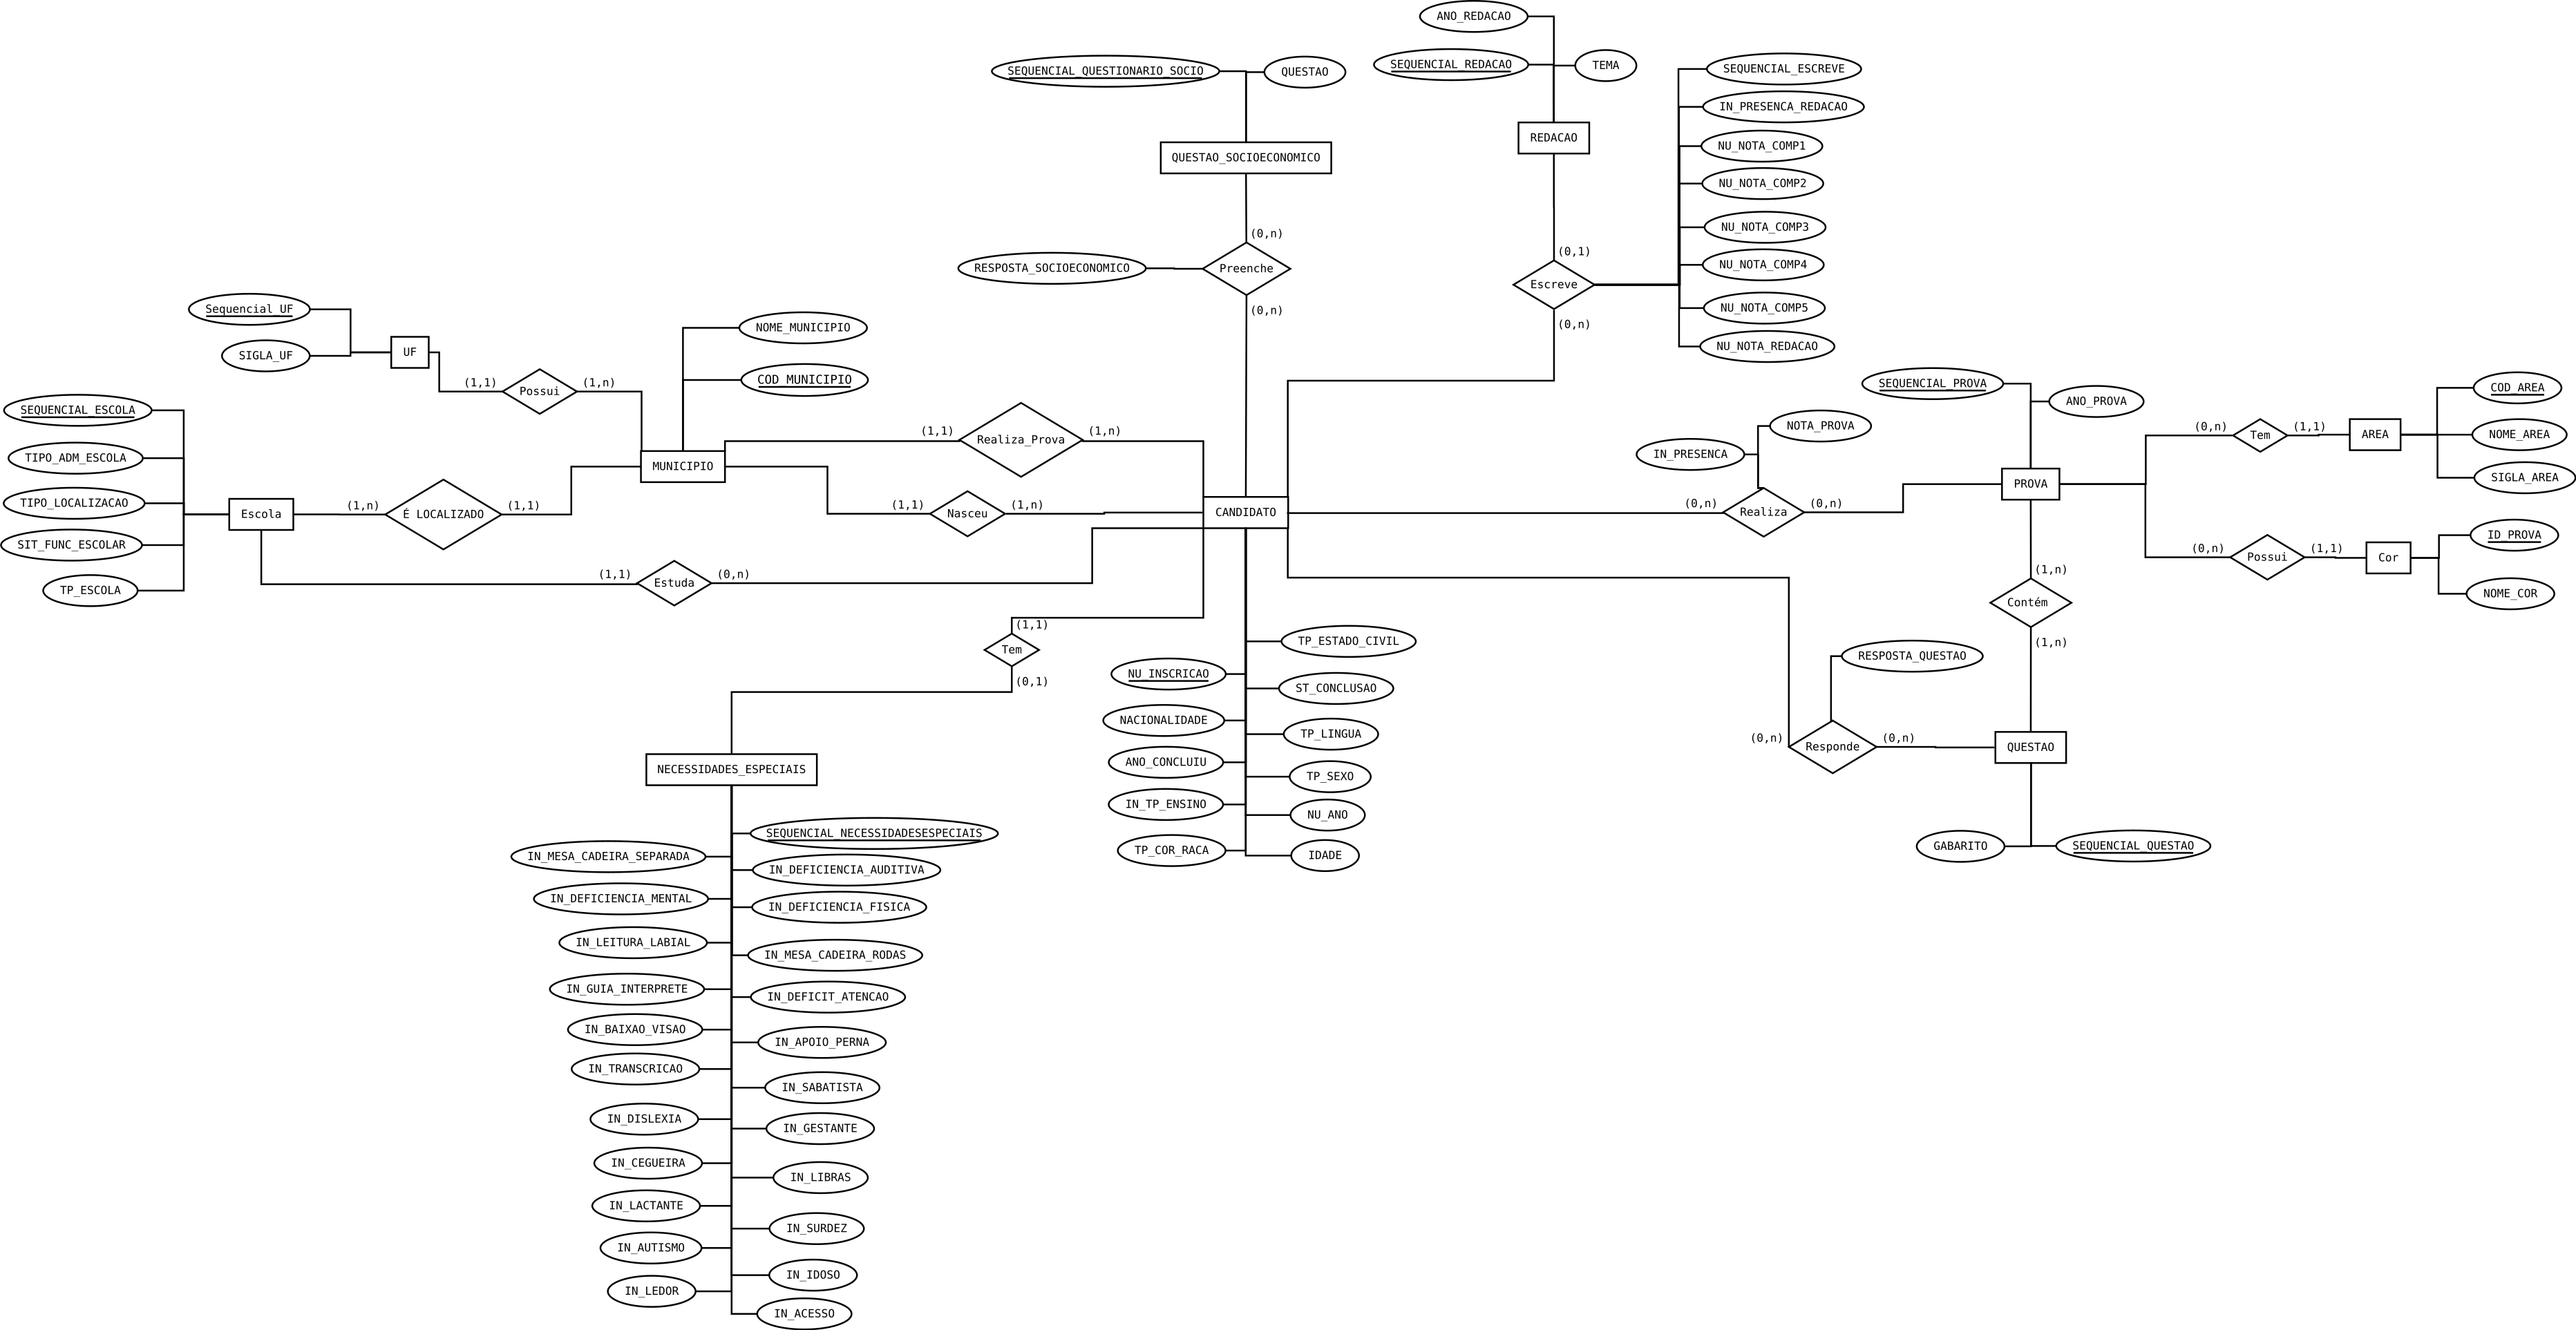 ANO_REDACAO
SEQUENCIAL_REDACAO
TEMA
SEQUENCIAL_QUESTIONARIO_SOCIO
QUESTAO
SEQUENCIAL_ESCREVE
IN_PRESENCA_REDACAO
NU_NOTA_COMP1
NU_NOTA_COMP2
NU_NOTA_COMP3
NU_NOTA_COMP4
NU_NOTA_COMP5
NU_NOTA_REDACAO
REDACAO
QUESTAO_SOCIOECONOMICO
(0,n)
RESPOSTA_SOCIOECONOMICO
Preenche
(0,n)
(0,1)
Escreve
(0,n)
Sequencial_UF
SIGLA_UF
UF
(1,1)
Possui
(1,n)
NOME_MUNICIPIO
COD_MUNICIPIO
SEQUENCIAL_ESCOLA
TIPO_ADM_ESCOLA
TIPO_LOCALIZACAO
SIT_FUNC_ESCOLAR
TP_ESCOLA
Escola
(1,n)
É LOCALIZADO
(1,1)
MUNICIPIO
(1,1)
Realiza_Prova
(1,n)
(1,1)
Nasceu
(1,n)
CANDIDATO
(1,1)
Estuda
(0,n)
NOTA_PROVA
IN_PRESENCA
(0,n)
Realiza
(0,n)
SEQUENCIAL_PROVA
ANO_PROVA
PROVA
(0,n)
Tem
(1,1)
AREA
COD_AREA
NOME_AREA
SIGLA_AREA
(0,n)
Possui
(1,1)
Cor
ID_PROVA
NOME_COR
(1,n)
Contém
(1,n)
RESPOSTA_QUESTAO
(0,n)
Responde
(0,n)
QUESTAO
GABARITO
SEQUENCIAL_QUESTAO
(1,1)
Tem
(0,1)
TP_ESTADO_CIVIL
NU_INSCRICAO
ST_CONCLUSAO
NACIONALIDADE
TP_LINGUA
ANO_CONCLUIU
TP_SEXO
IN_TP_ENSINO
NU_ANO
TP_COR_RACA
IDADE
NECESSIDADES_ESPECIAIS
SEQUENCIAL_NECESSIDADESESPECIAIS
IN_MESA_CADEIRA_SEPARADA
IN_DEFICIENCIA_AUDITIVA
IN_DEFICIENCIA_MENTAL
IN_DEFICIENCIA_FISICA
IN_LEITURA_LABIAL
IN_MESA_CADEIRA_RODAS
IN_GUIA_INTERPRETE
IN_DEFICIT_ATENCAO
IN_BAIXAO_VISAO
IN_APOIO_PERNA
IN_TRANSCRICAO
IN_SABATISTA
IN_DISLEXIA
IN_GESTANTE
IN_CEGUEIRA
IN_LIBRAS
IN_LACTANTE
IN_SURDEZ
IN_AUTISMO
IN_IDOSO
IN_LEDOR
IN_ACESSO